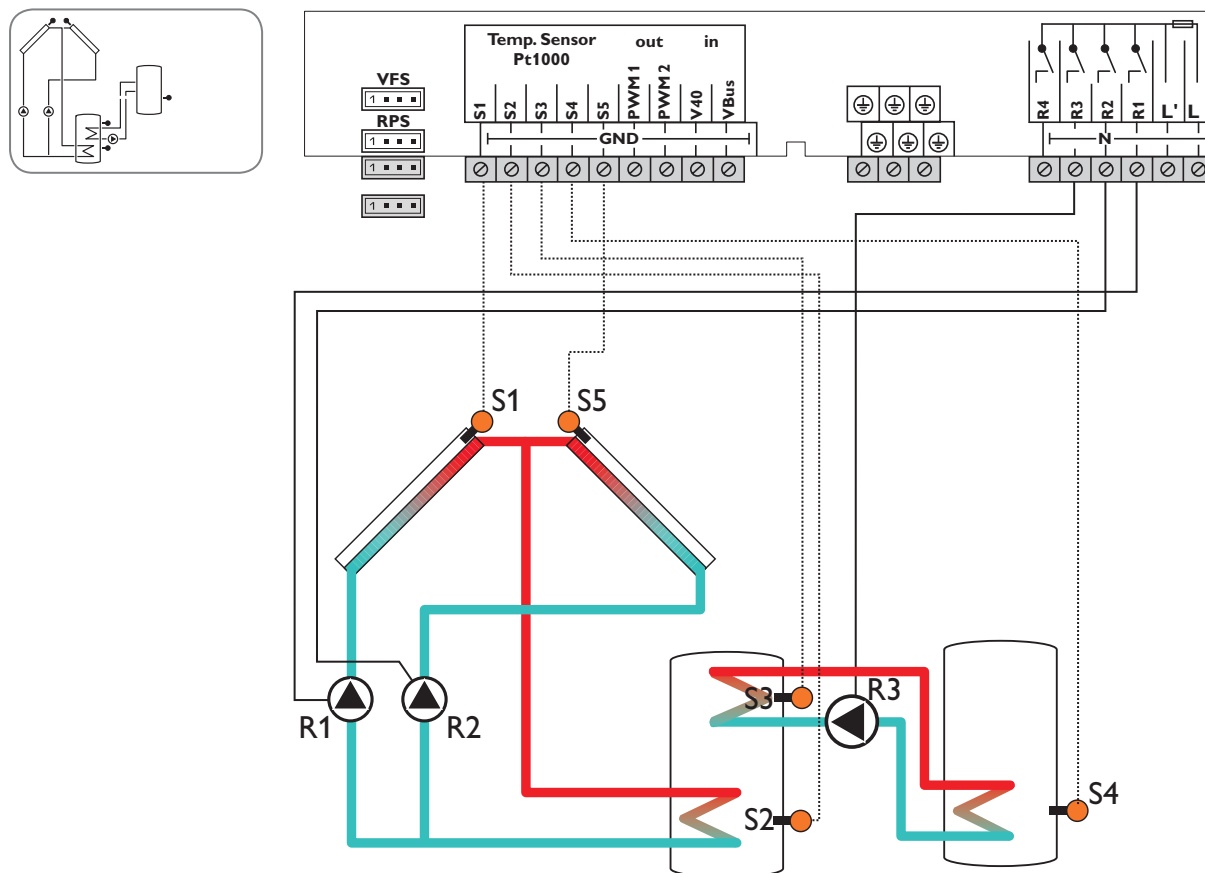 Temp. Sensor
Pt1000
out
in
VFS
1
RPS
1
1
1
S1
S2
S3
S4
S5
PWM 1
PWM 2
V40
VBus
GND
R4
R3
R2
R1
L'
L
N
S1
S5
R1
R2
S3
R3
S2
S4